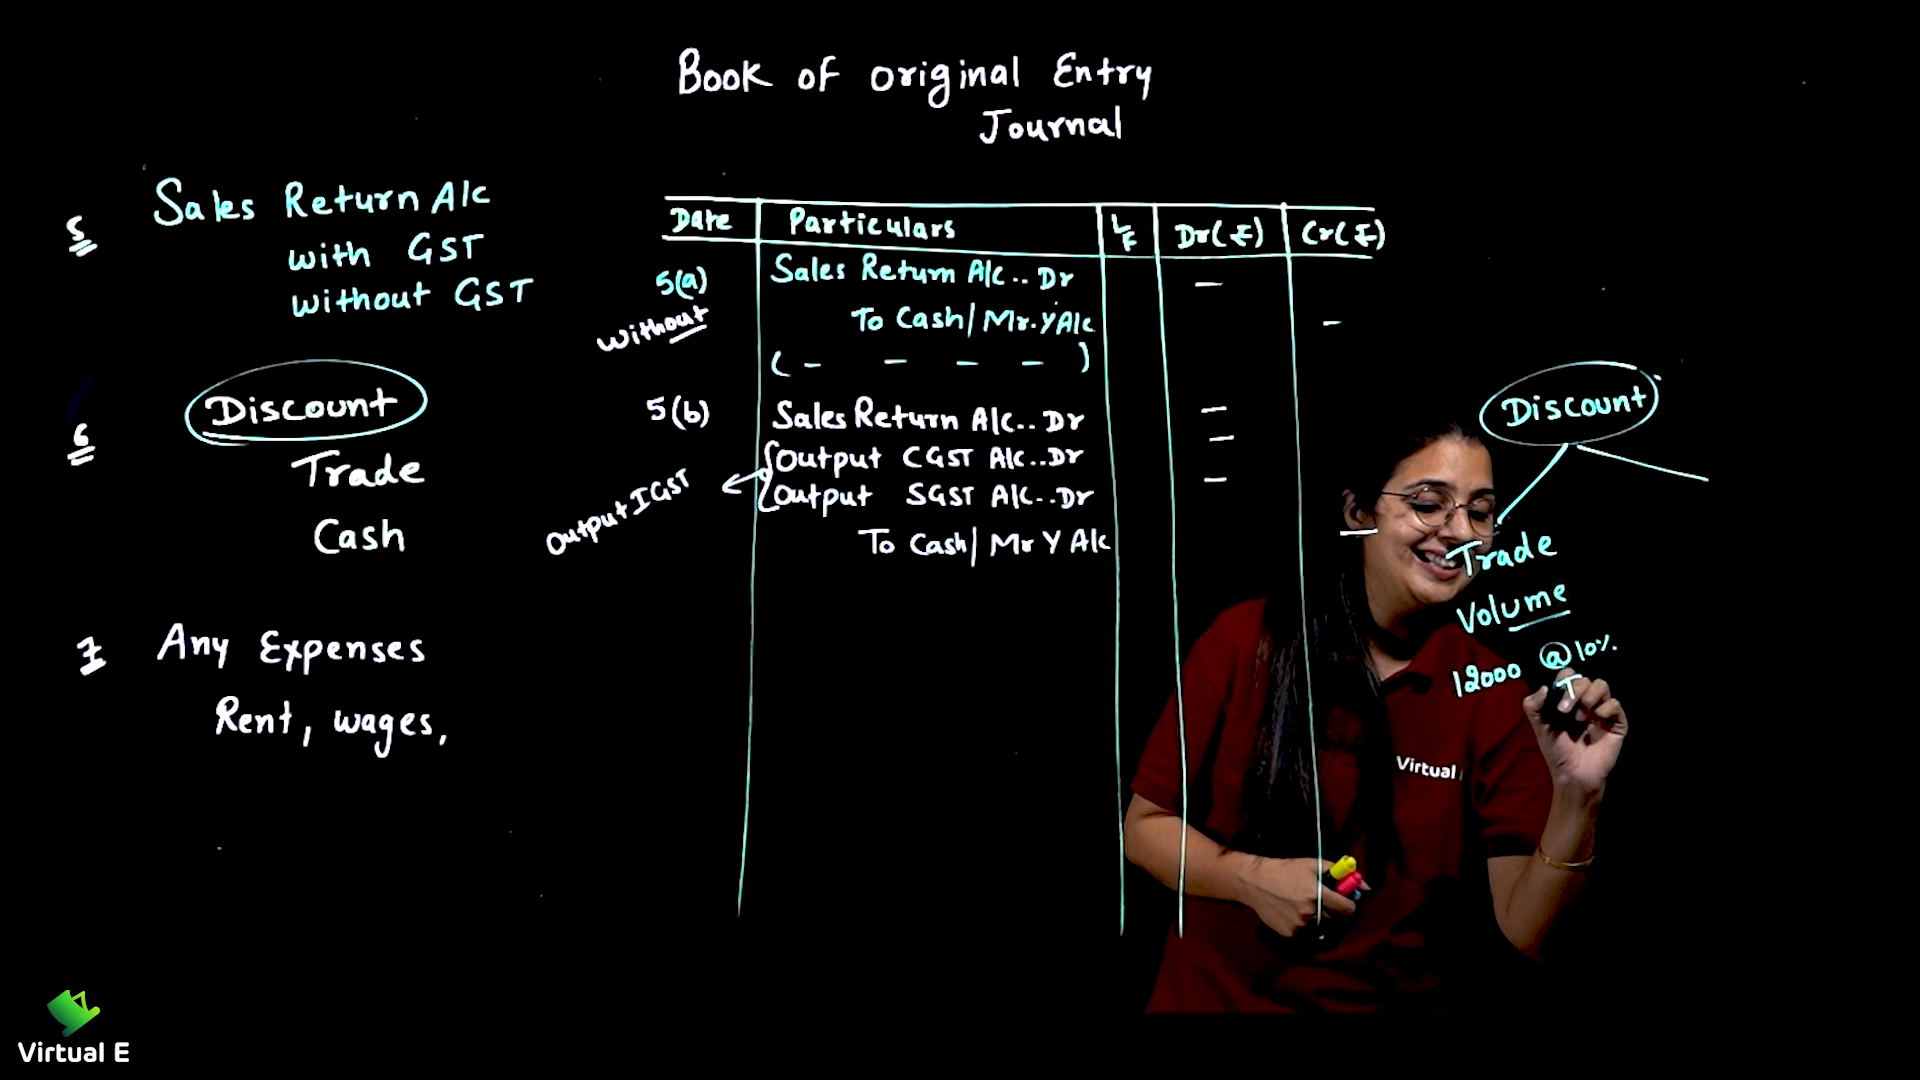 Book of original Entry
Journal
5 Sales Return A/c
with GST
without GST
6 Discount
Trade
Cash
7 Any Expenses
Rent, wages,
Date Particulars LF Dr(₹) Cr(₹)
5(a) Sales Return A/c.. Dr —
without To Cash/Mr.Y A/c —
( - — — — )
5(b) Sales Return A/c.. Dr —
Output CGST A/c..Dr —
Output SGST A/c..Dr —
Output IGST
To Cash/ Mr Y A/c —
Discount
Trade
Volume
12000 @10%.
T
Virtual
Virtual E